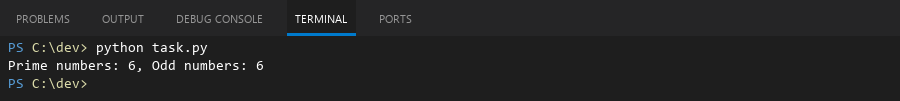 PROBLEMS OUTPUT DEBUG CONSOLE TERMINAL PORTS
PS C:\dev> python task.py
Prime numbers: 6, Odd numbers: 6
PS C:\dev>